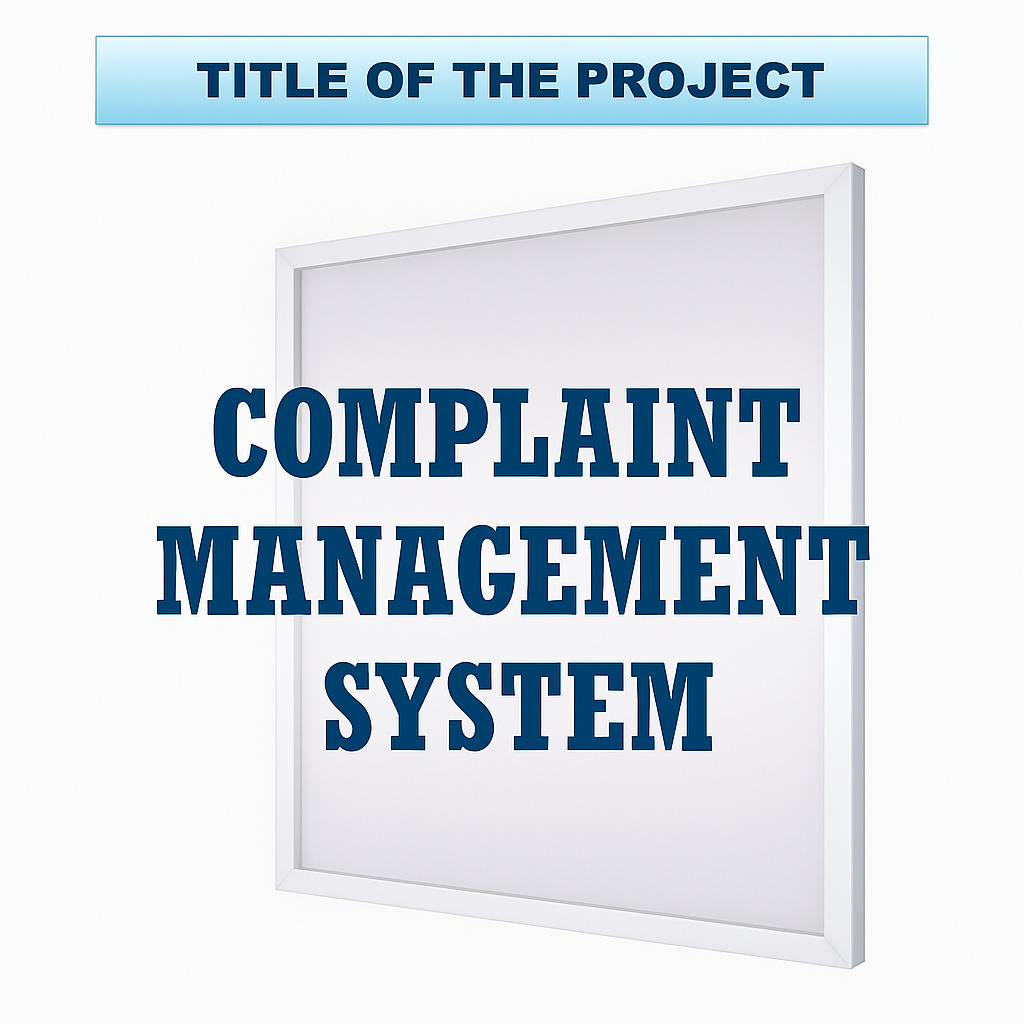 TITLE OF THE PROJECT
COMPLAINT
MANAGEMENT
SYSTEM